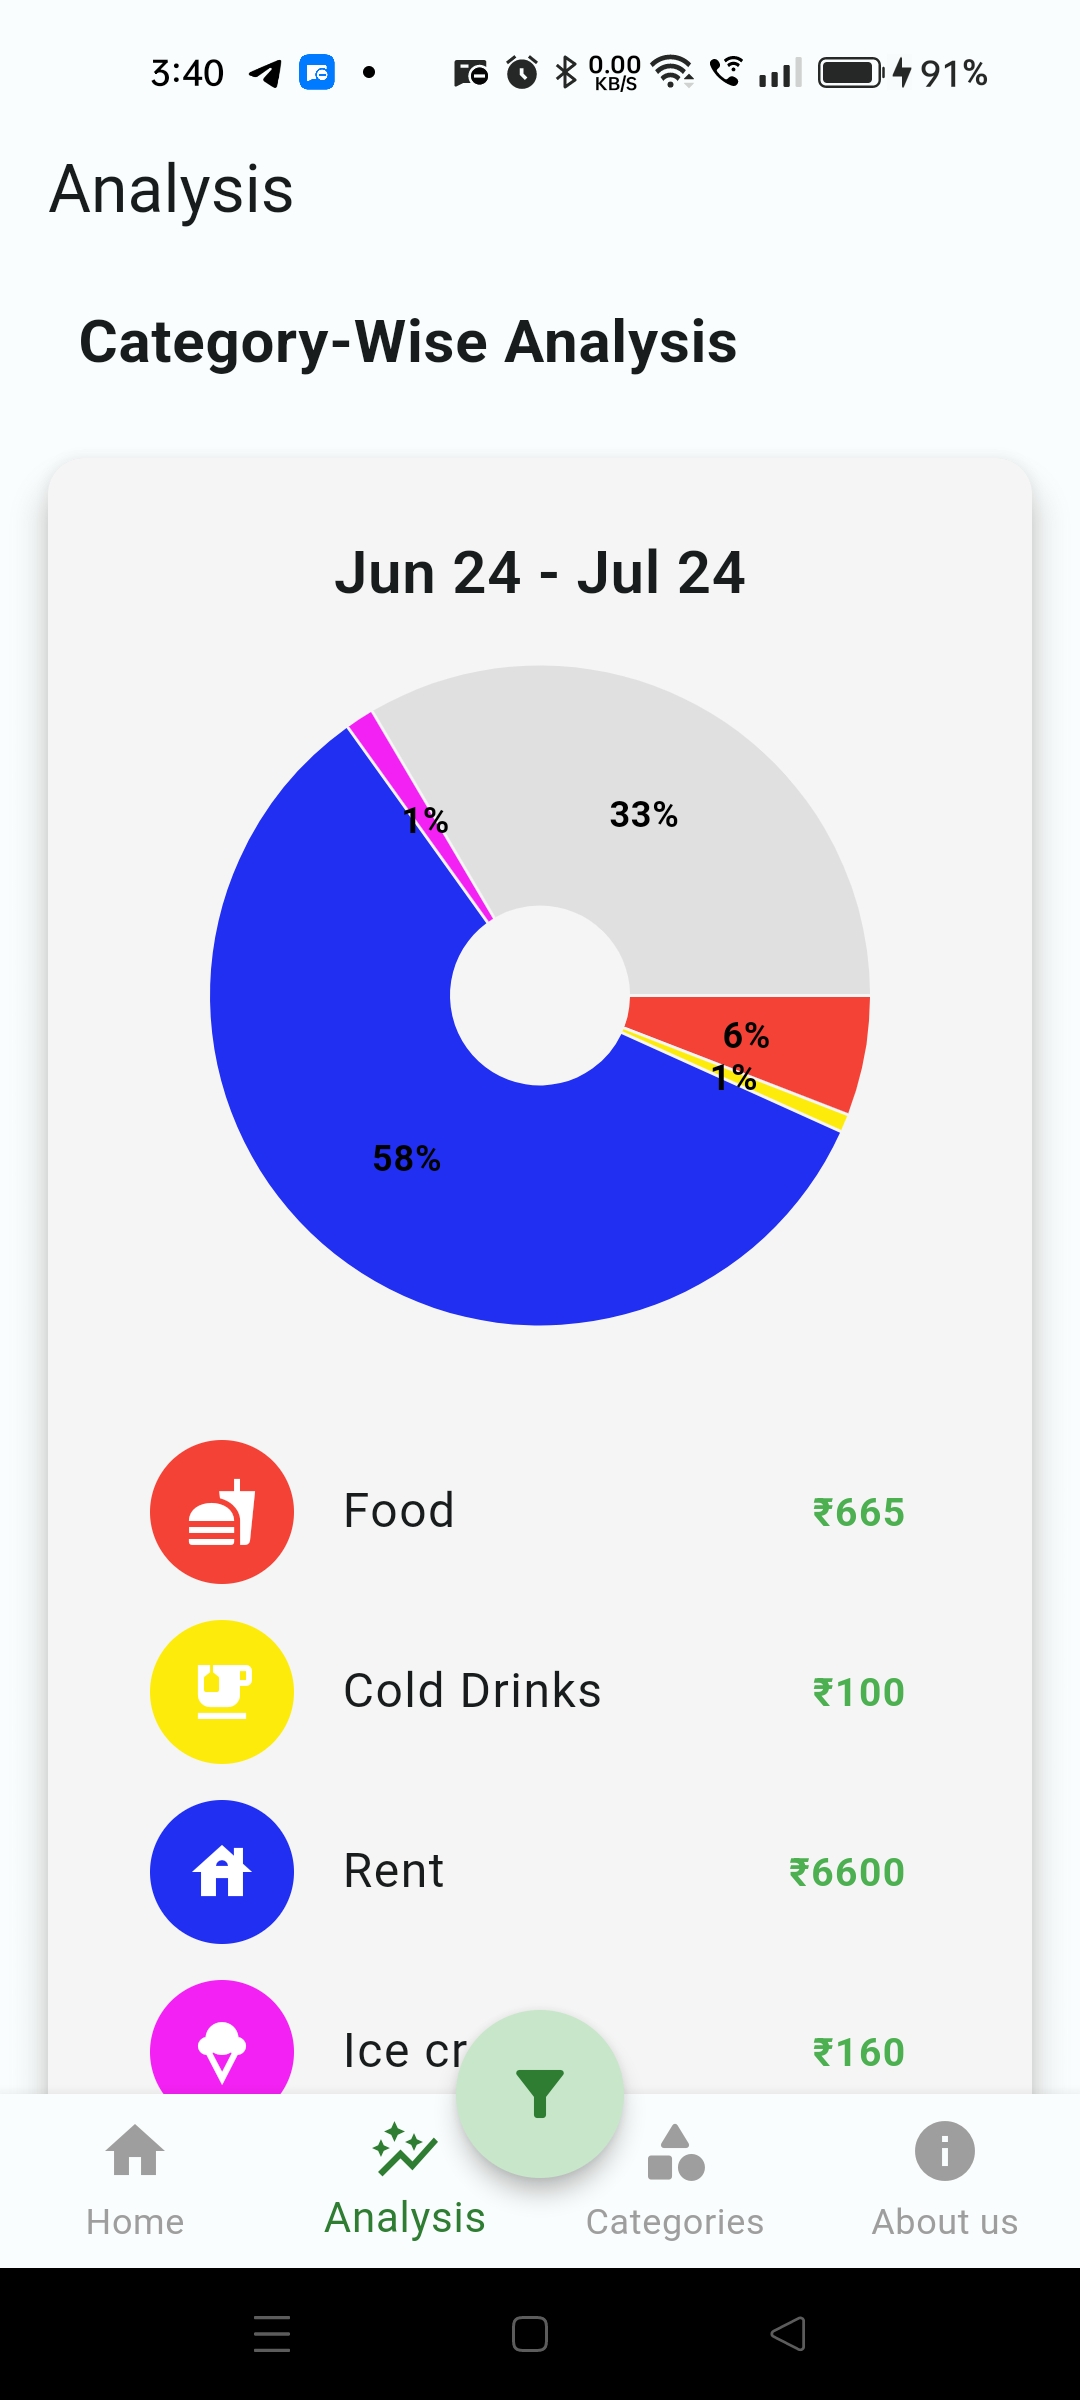 3:40 0.00 KB/S 91%
Analysis
Category-Wise Analysis
Jun 24 - Jul 24
33%
1%
6%
1%
58%
Food ₹665
Cold Drinks ₹100
Rent ₹6600
Ice cr ₹160
Home Analysis Categories About us